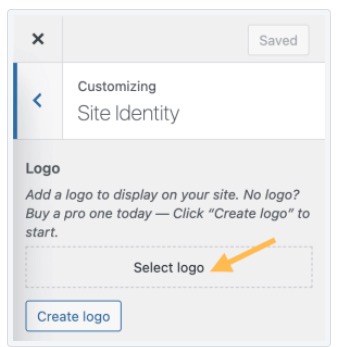 Saved
Customizing
Site Identity
Logo
Add a logo to display on your site. No logo?
Buy a pro one today — Click “Create logo” to
start.
Select logo
Create logo